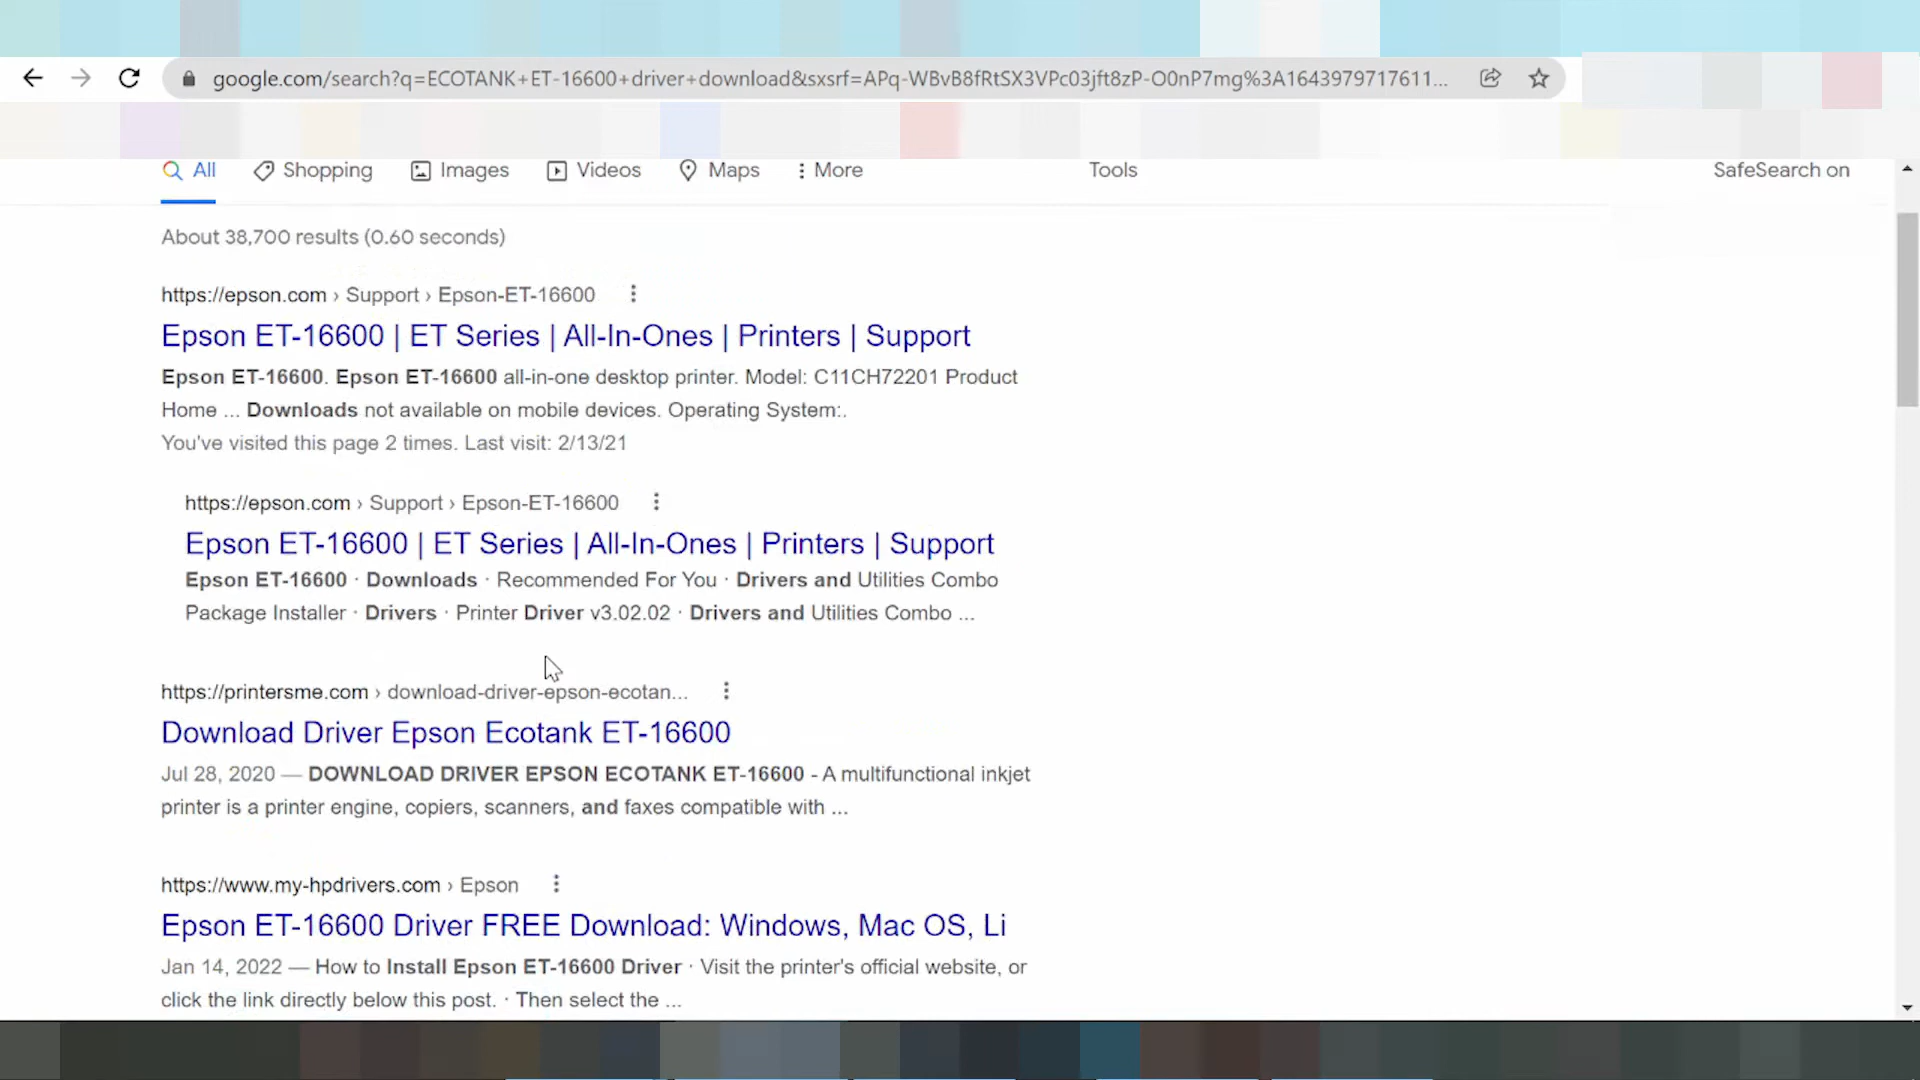 google.com/search?q=ECOTANK+ET-16600+driver+download&sxsrf=APq-WBvB8fRtSX3VPc03jft8zP-O0nP7mg%3A1643979717611...
All Shopping Images Videos Maps More Tools SafeSearch on
About 38,700 results (0.60 seconds)
https://epson.com › Support › Epson-ET-16600
Epson ET-16600 | ET Series | All-In-Ones | Printers | Support
Epson ET-16600. Epson ET-16600 all-in-one desktop printer. Model: C11CH72201 Product
Home ... Downloads not available on mobile devices. Operating System:.
You've visited this page 2 times. Last visit: 2/13/21
https://epson.com › Support › Epson-ET-16600
Epson ET-16600 | ET Series | All-In-Ones | Printers | Support
Epson ET-16600 · Downloads · Recommended For You · Drivers and Utilities Combo
Package Installer · Drivers · Printer Driver v3.02.02 · Drivers and Utilities Combo ...
https://printersme.com › download-driver-epson-ecotan...
Download Driver Epson Ecotank ET-16600
Jul 28, 2020 — DOWNLOAD DRIVER EPSON ECOTANK ET-16600 - A multifunctional inkjet
printer is a printer engine, copiers, scanners, and faxes compatible with ...
https://www.my-hpdrivers.com › Epson
Epson ET-16600 Driver FREE Download: Windows, Mac OS, Li
Jan 14, 2022 — How to Install Epson ET-16600 Driver · Visit the printer's official website, or
click the link directly below this post. · Then select the ...